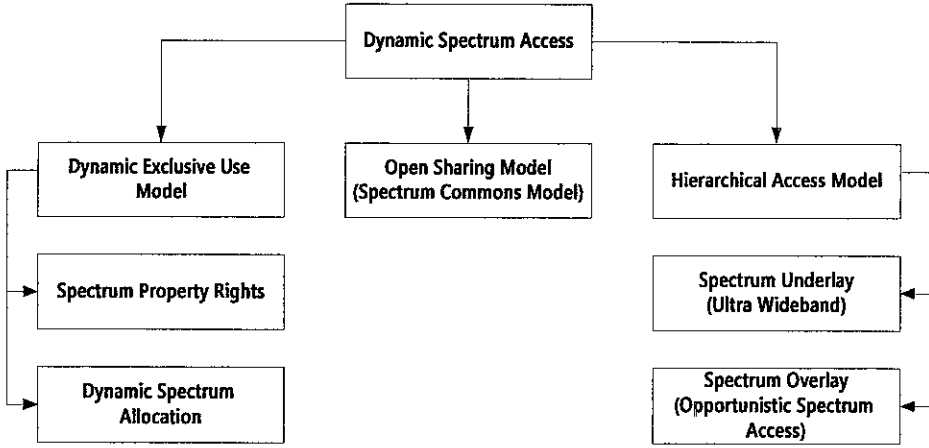 Dynamic Spectrum Access
Dynamic Exclusive Use
Model
Open Sharing Model
(Spectrum Commons Model)
Hierarchical Access Model
Spectrum Property Rights
Spectrum Underlay
(Ultra Wideband)
Dynamic Spectrum
Allocation
Spectrum Overlay
(Opportunistic Spectrum
Access)